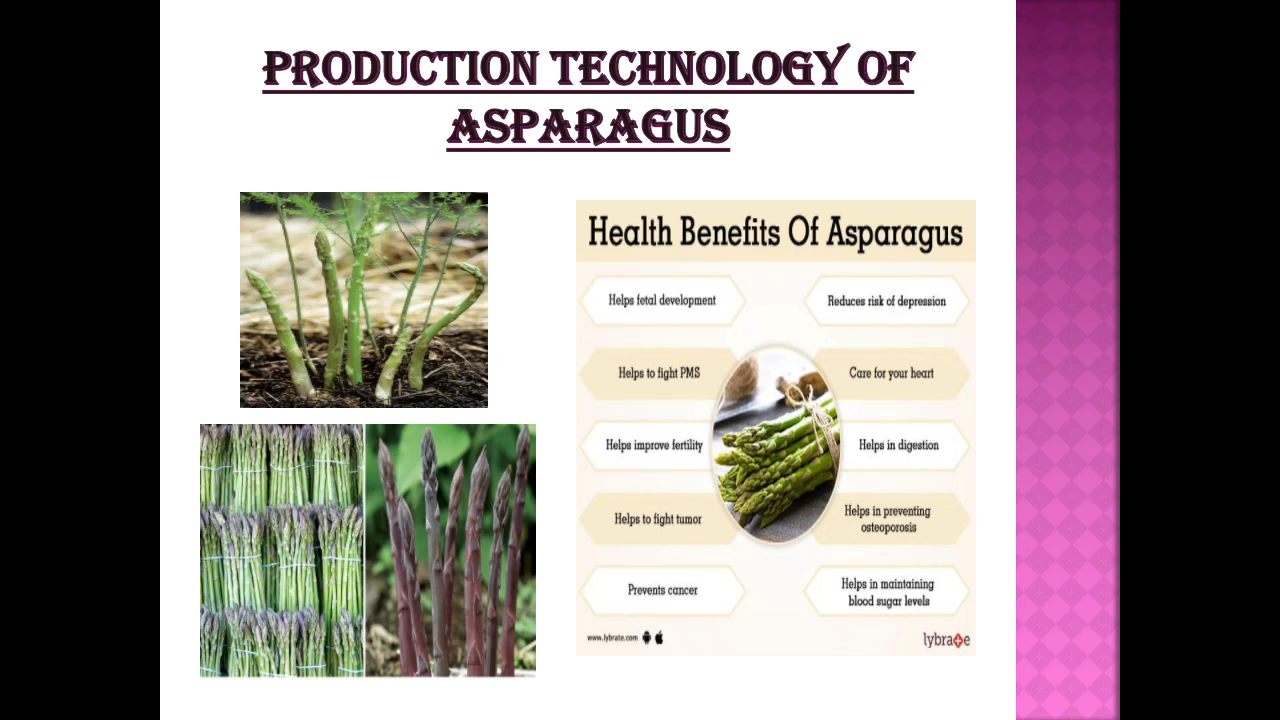 PRODUCTION TECHNOLOGY OF
ASPARAGUS
Health Benefits Of Asparagus
Helps fetal development
Reduces risk of depression
Helps to fight PMS
Care for your heart
Helps improve fertility
Helps in digestion
Helps to fight tumor
Helps in preventing
osteoporosis
Prevents cancer
Helps in maintaining
blood sugar levels
www.lybrate.com
lybrate